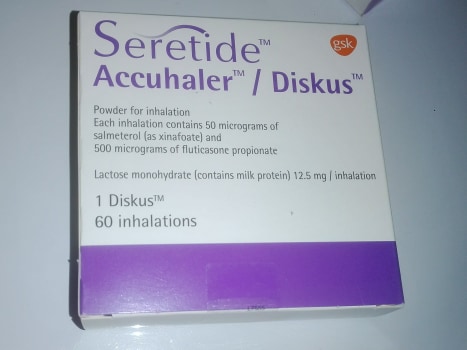 Seretide™
gsk
Accuhaler™ / Diskus™
Powder for inhalation
Each inhalation contains 50 micrograms of
salmeterol (as xinafoate) and
500 micrograms of fluticasone propionate
Lactose monohydrate (contains milk protein) 12.5 mg / inhalation
1 Diskus™
60 inhalations